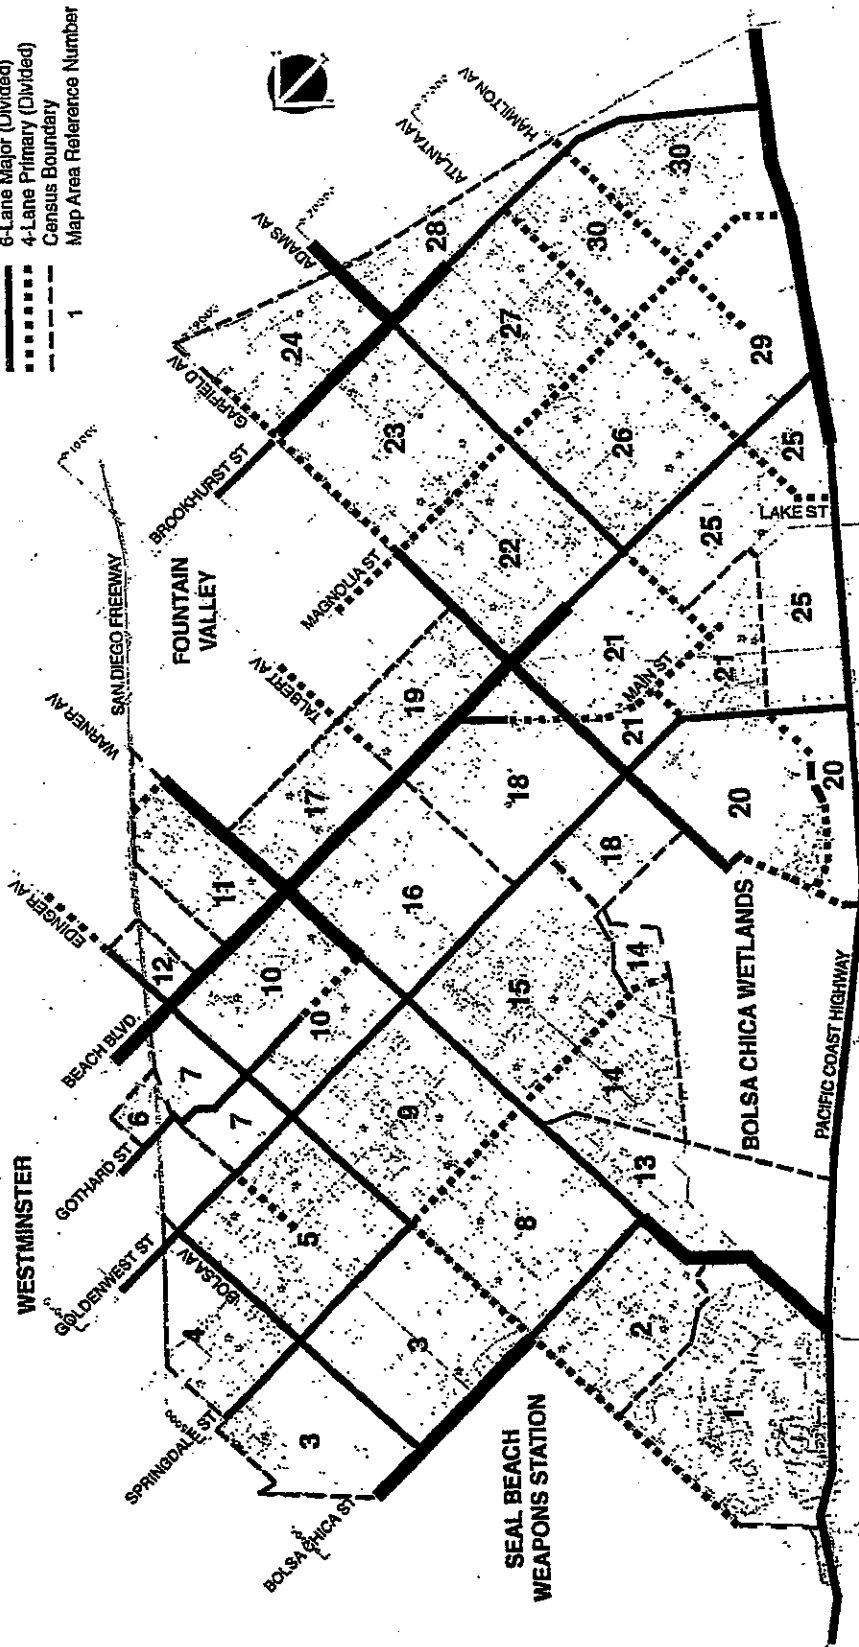 6-Lane Major (Divided)
4-Lane Primary (Divided)
Census Boundary
1 Map Area Reference Number
WESTMINSTER
FOUNTAIN
VALLEY
SEAL BEACH
WEAPONS STATION
BOLSA CHICA WETLANDS
PACIFIC COAST HIGHWAY
SAN DIEGO FREEWAY
BOLSA CHICA ST
SPRINGDALE ST
GOLDENWEST ST
GOTHARD ST
BEACH BLVD.
BOLSA AV
EDINGER AV
WARNER AV
TALBERT AV
MAGNOLIA ST
BROOKHURST ST
GARFIELD AV
ADAMS AV
ATLANTA AV
HAMILTON AV
MAIN ST
LAKE ST
1
2
3
3
4
5
6
7
7
8
9
10
10
11
12
13
14
14
15
16
17
18
18
19
20
20
21
21
21
22
23
24
25
25
25
26
27
28
29
30
30